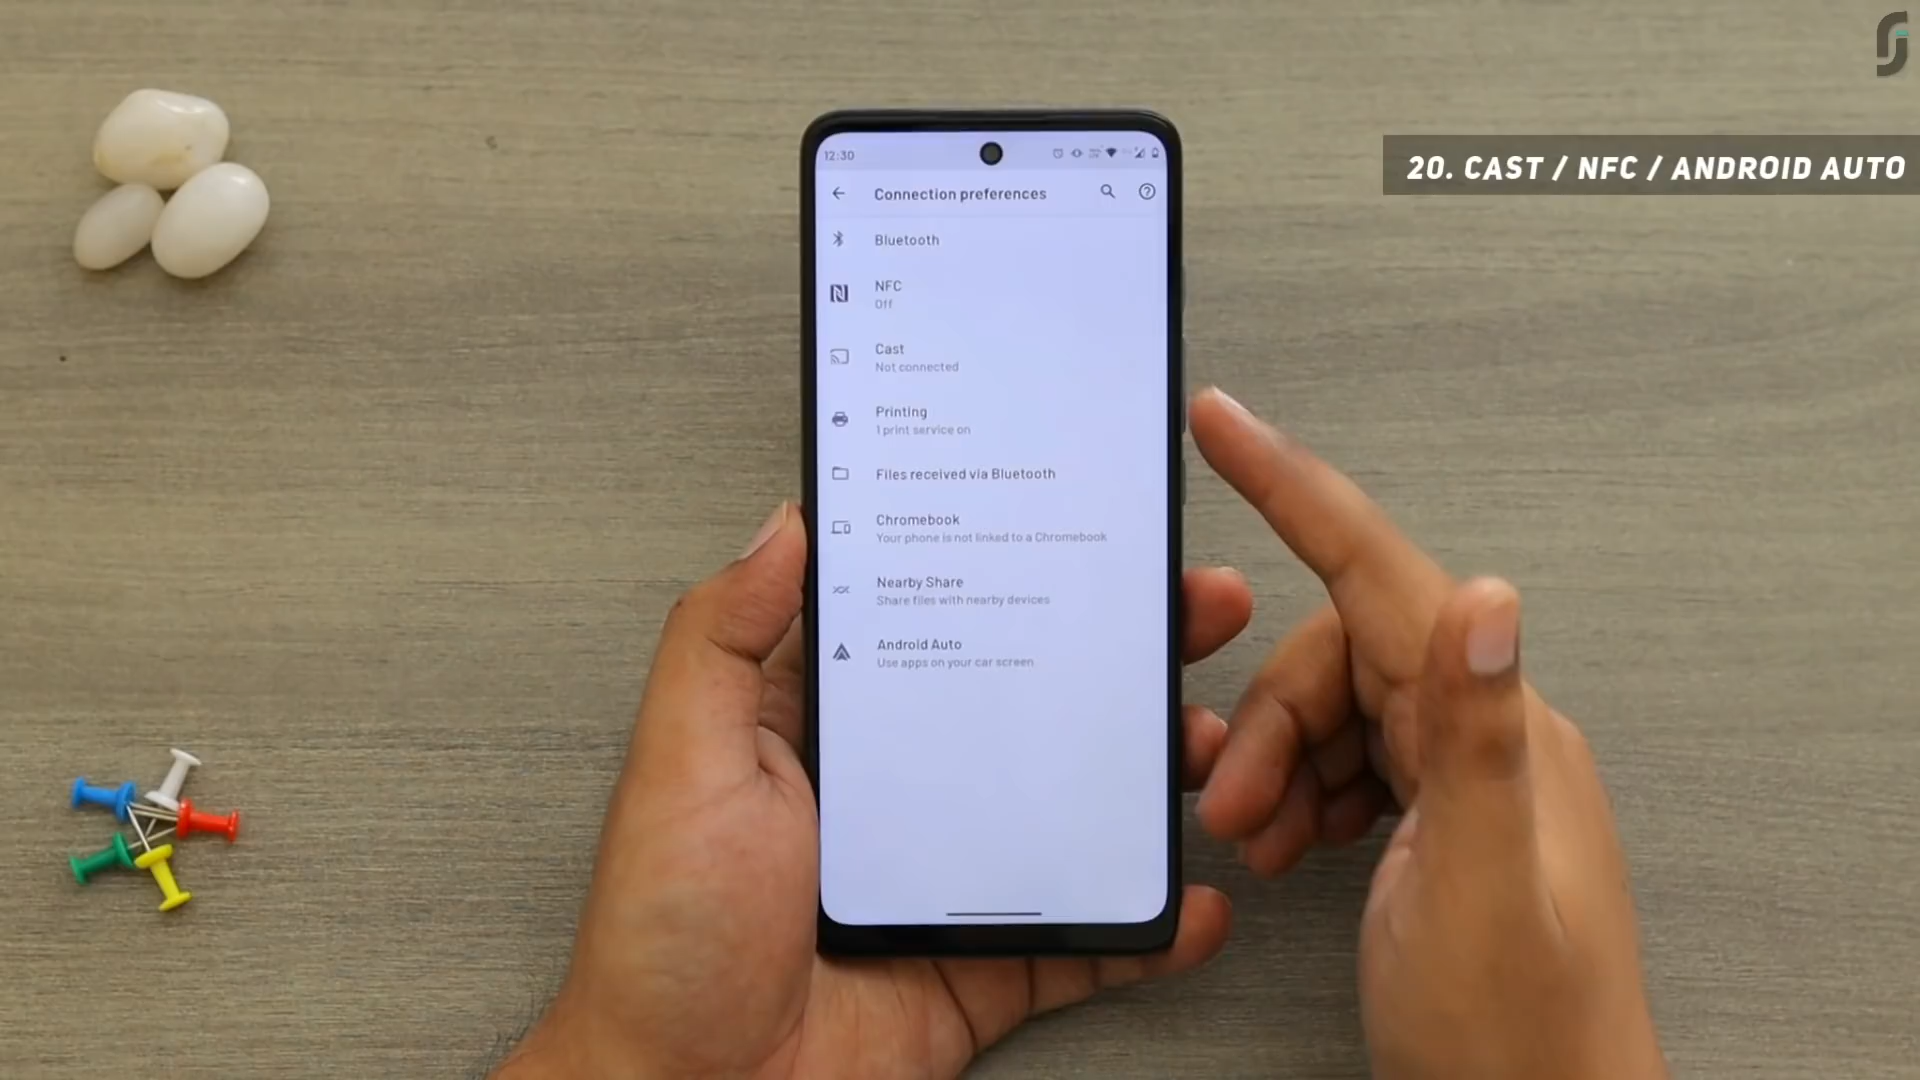 20. CAST / NFC / ANDROID AUTO
12:30
Connection preferences
Bluetooth
NFC
Off
Cast
Not connected
Printing
1 print service on
Files received via Bluetooth
Chromebook
Your phone is not linked to a Chromebook
Nearby Share
Share files with nearby devices
Android Auto
Use apps on your car screen